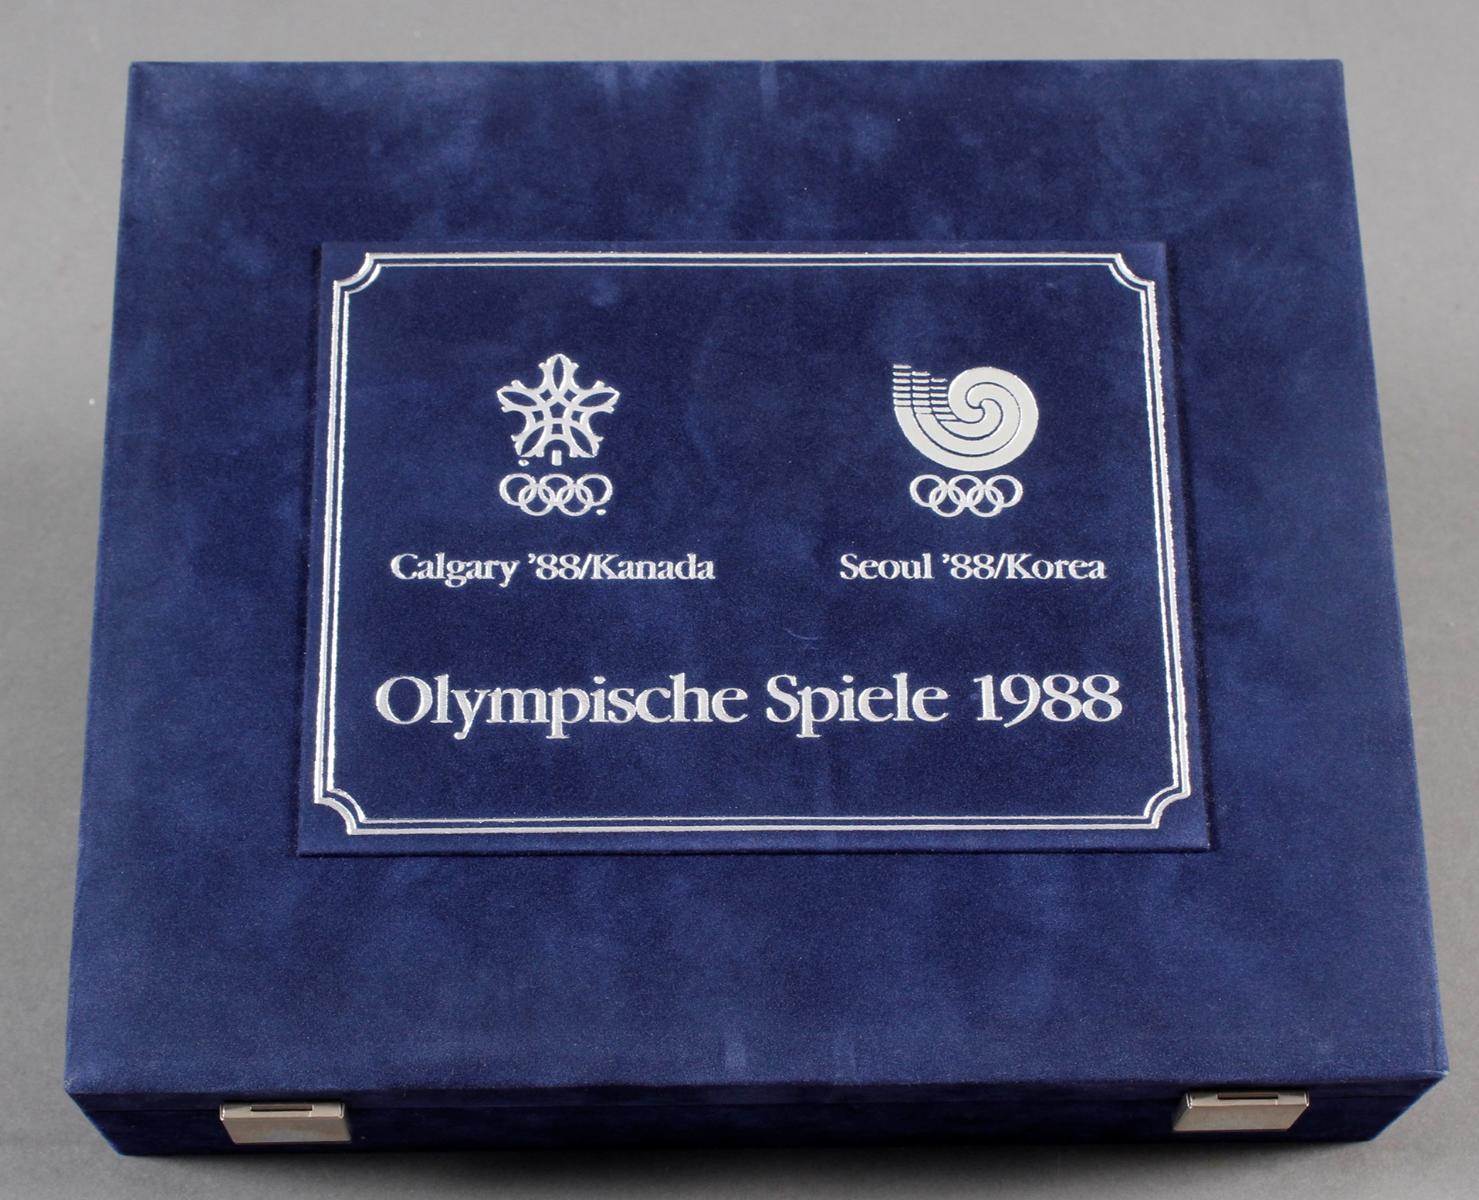 Calgary '88/Kanada
Seoul '88/Korea
Olympische Spiele 1988